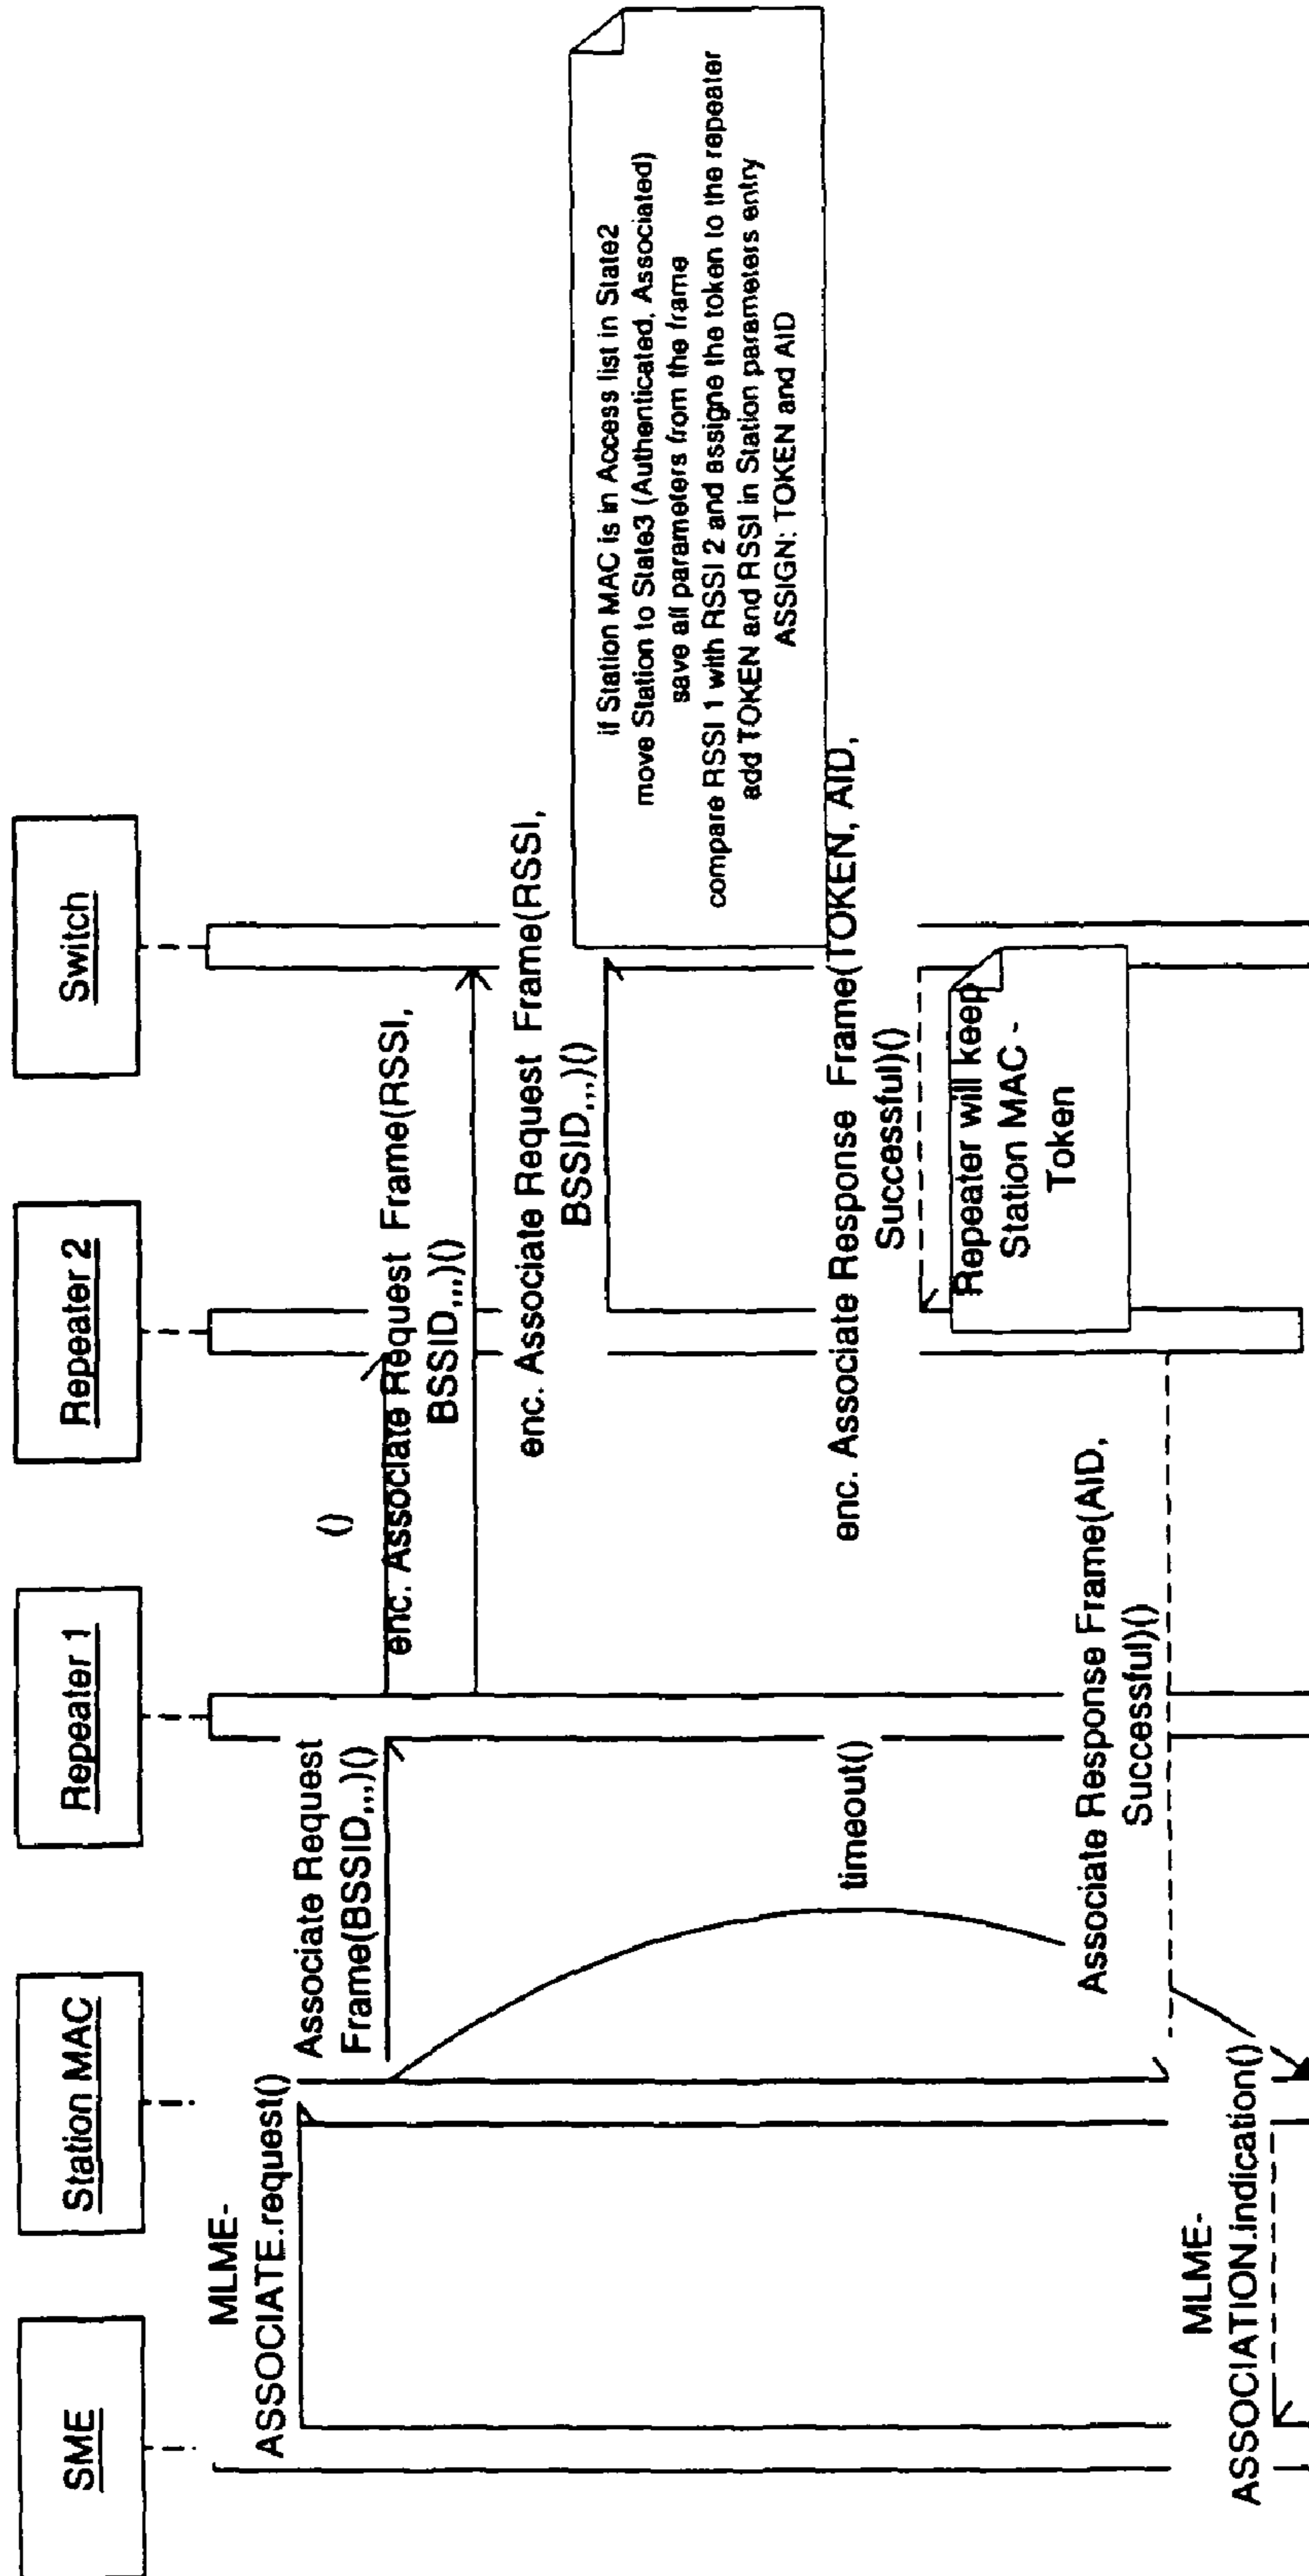 SME
Station MAC
Repeater 1
Repeater 2
Switch
MLME-
ASSOCIATE.request()
Associate Request
Frame(BSSID,,,)()
()
enc. Associate Request Frame(RSSI,
BSSID,,,)()
enc. Associate Request Frame(RSSI,
BSSID,,,)()
if Station MAC is in Access list in State2
move Station to State3 (Authenticated, Associated)
save all parameters from the frame
compare RSSI 1 with RSSI 2 and assigne the token to the repeater
add TOKEN and RSSI in Station parameters entry
ASSIGN: TOKEN and AID
timeout()
enc. Associate Response Frame(TOKEN, AID,
Successful)()
Repeater will keep
Station MAC -
Token
Associate Response Frame(AID,
Successful)()
MLME-
ASSOCIATION.indication()